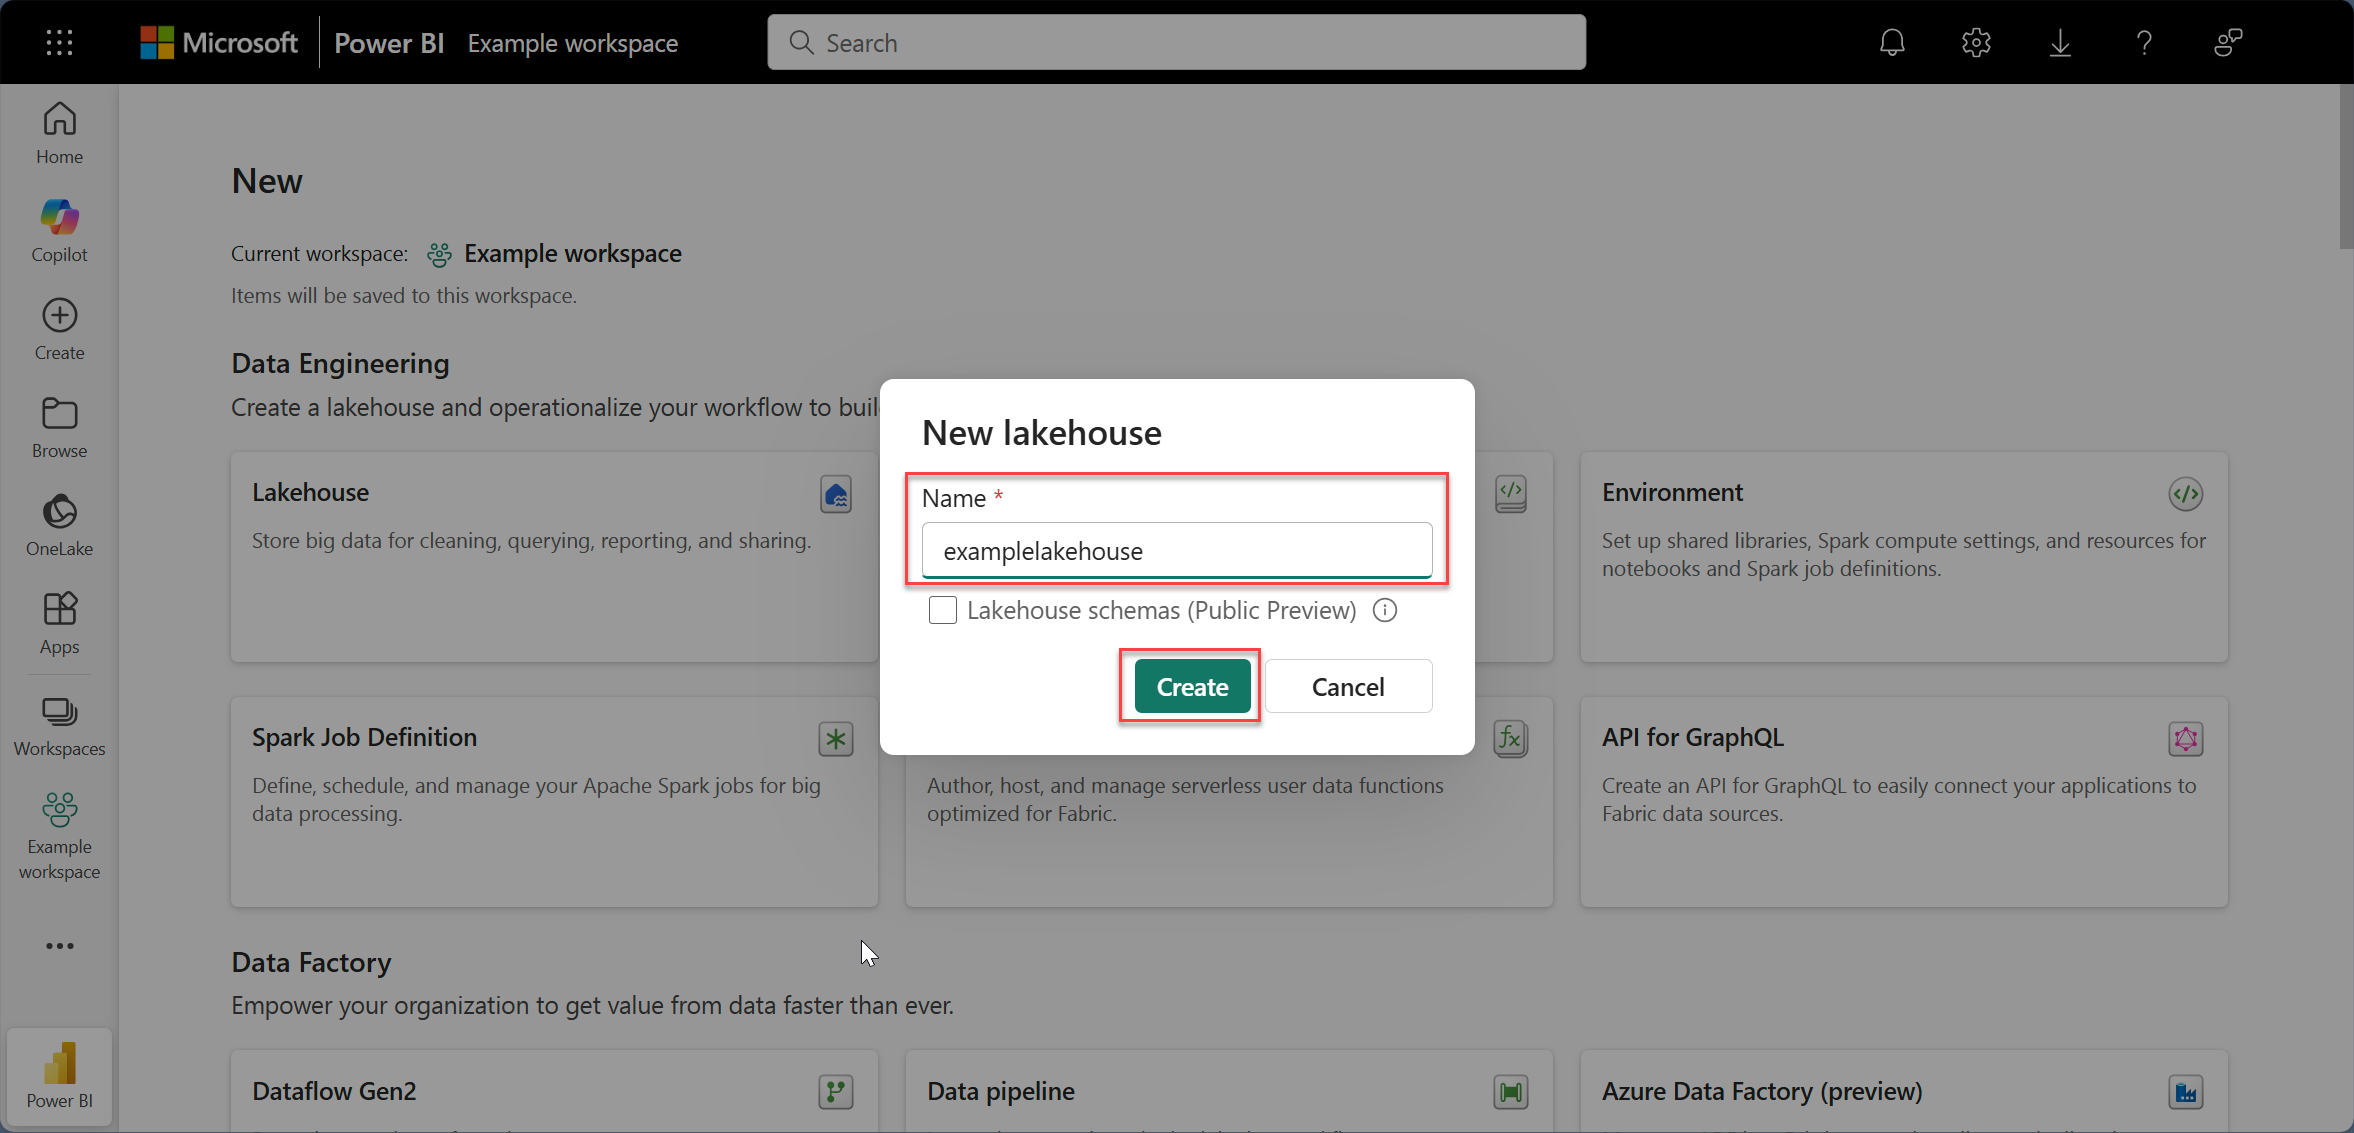 Microsoft Power BI Example workspace Search
Home
Copilot
Create
Browse
OneLake
Apps
Workspaces
Example
workspace
Power BI
New
Current workspace: Example workspace
Items will be saved to this workspace.
Data Engineering
Create a lakehouse and operationalize your workflow to buil
Lakehouse
Store big data for cleaning, querying, reporting, and sharing.
Environment
Set up shared libraries, Spark compute settings, and resources for
notebooks and Spark job definitions.
New lakehouse
Name *
examplelakehouse
Lakehouse schemas (Public Preview)
Create Cancel
Spark Job Definition
Define, schedule, and manage your Apache Spark jobs for big
data processing.
Author, host, and manage serverless user data functions
optimized for Fabric.
API for GraphQL
Create an API for GraphQL to easily connect your applications to
Fabric data sources.
Data Factory
Empower your organization to get value from data faster than ever.
Dataflow Gen2
Data pipeline
Azure Data Factory (preview)